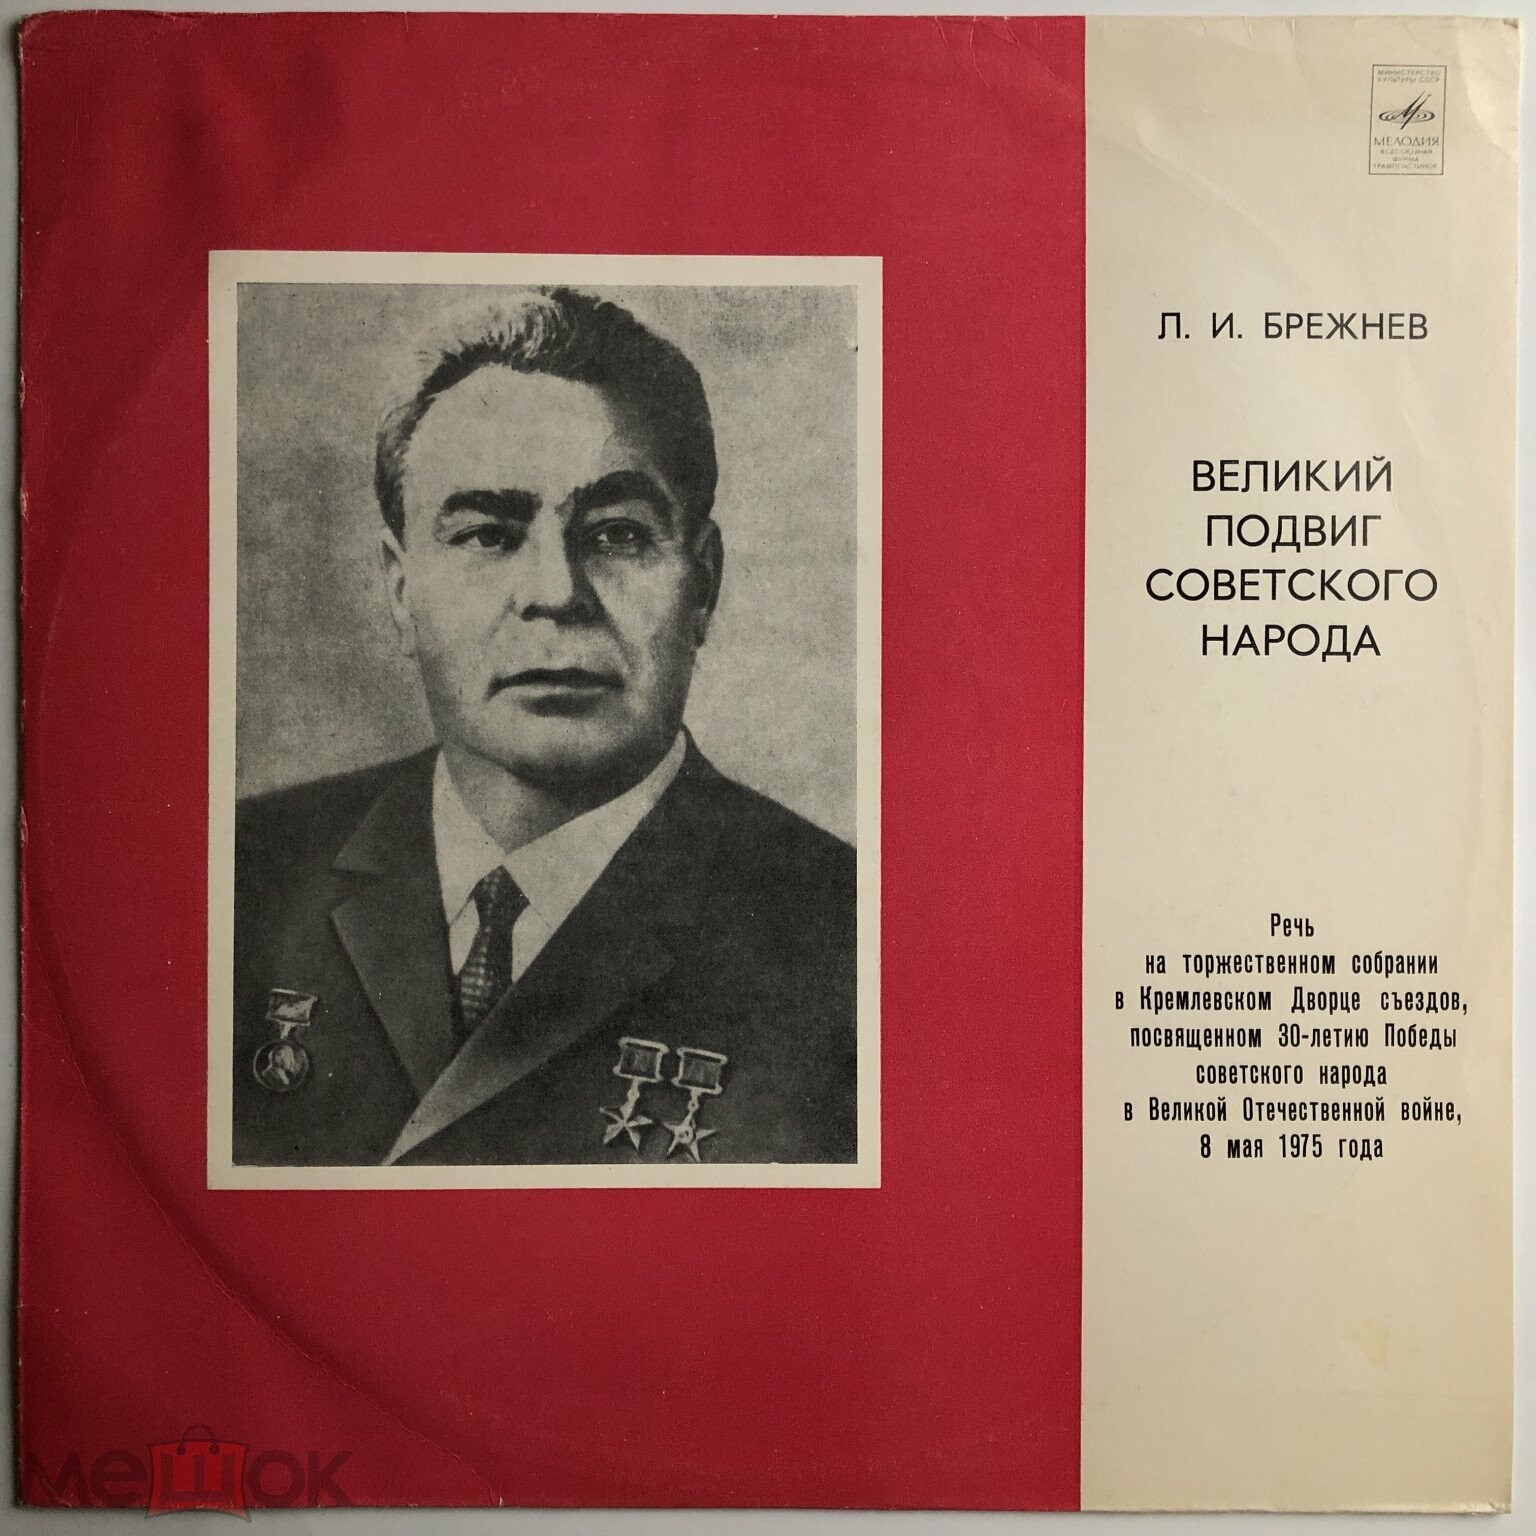 МИНИСТЕРСТВО
КУЛЬТУРЫ СССР
МЕЛОДИЯ
ВСЕСОЮЗНАЯ
ФИРМА
ГРАМПЛАСТИНОК
Л. И. БРЕЖНЕВ
ВЕЛИКИЙ
ПОДВИГ
СОВЕТСКОГО
НАРОДА
Речь
на торжественном собрании
в Кремлевском Дворце съездов,
посвященном 30-летию Победы
советского народа
в Великой Отечественной войне,
8 мая 1975 года
мешок